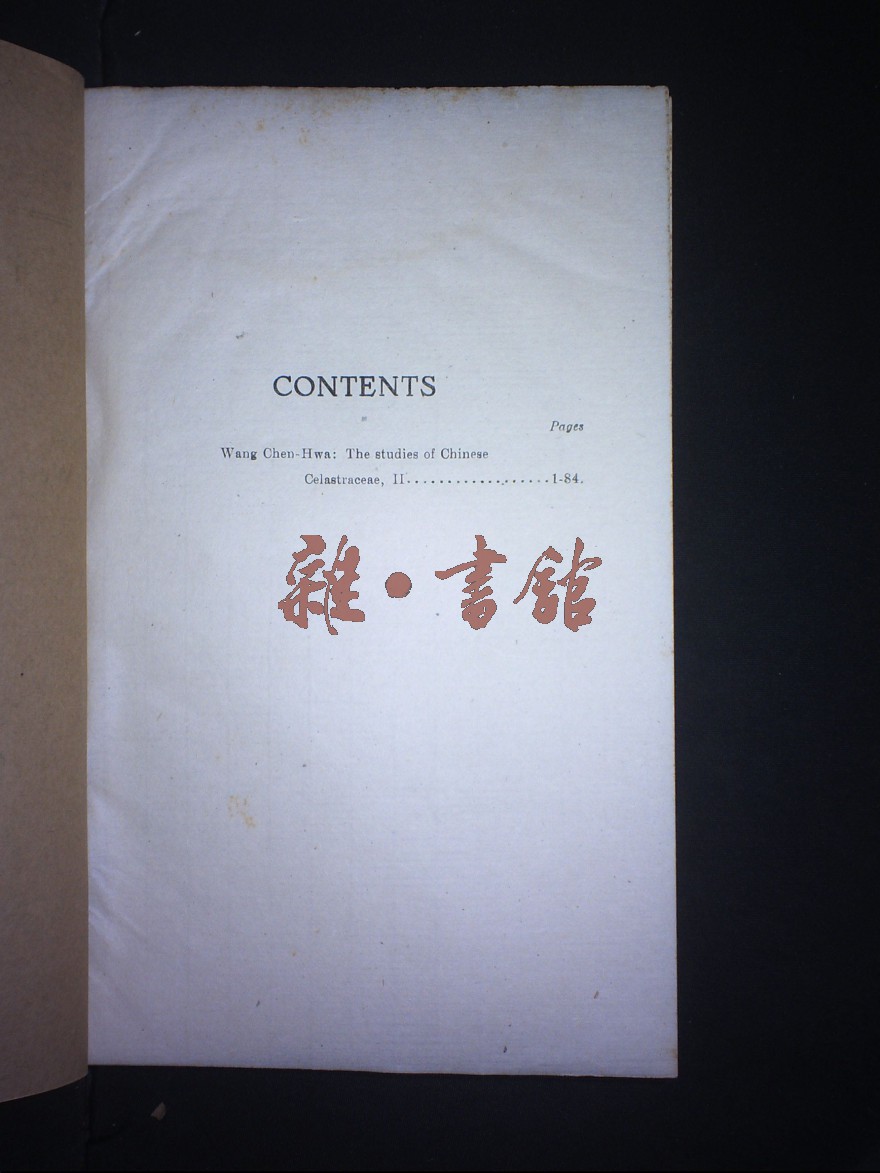 CONTENTS
Pages
Wang Chen-Hwa: The studies of Chinese
Celastraceae, II..................1-84.
雜•書館